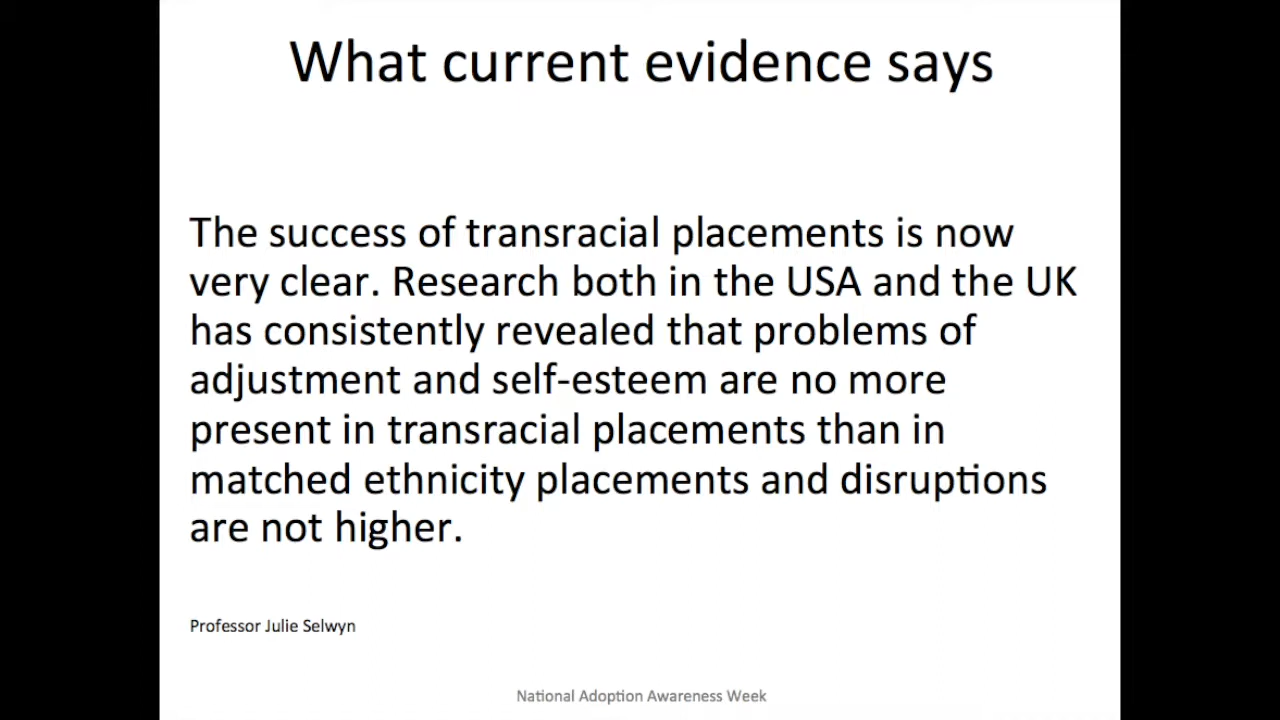 What current evidence says
The success of transracial placements is now
very clear. Research both in the USA and the UK
has consistently revealed that problems of
adjustment and self-esteem are no more
present in transracial placements than in
matched ethnicity placements and disruptions
are not higher.
Professor Julie Selwyn
National Adoption Awareness Week